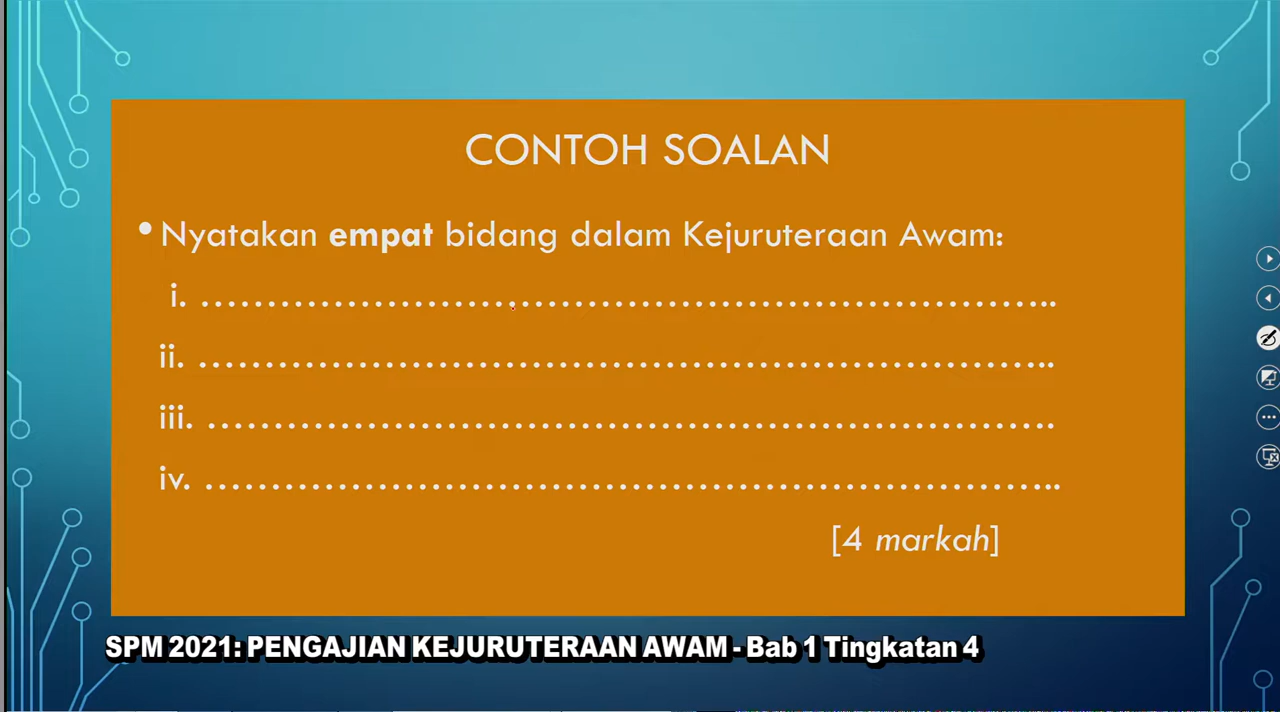 CONTOH SOALAN
• Nyatakan empat bidang dalam Kejuruteraan Awam:
i. ………………………………………………………..
ii. ………………………………………………………..
iii. ……………………………………………………….
iv. ………………………………………………………..
[4 markah]
SPM 2021: PENGAJIAN KEJURUTERAAN AWAM - Bab 1 Tingkatan 4